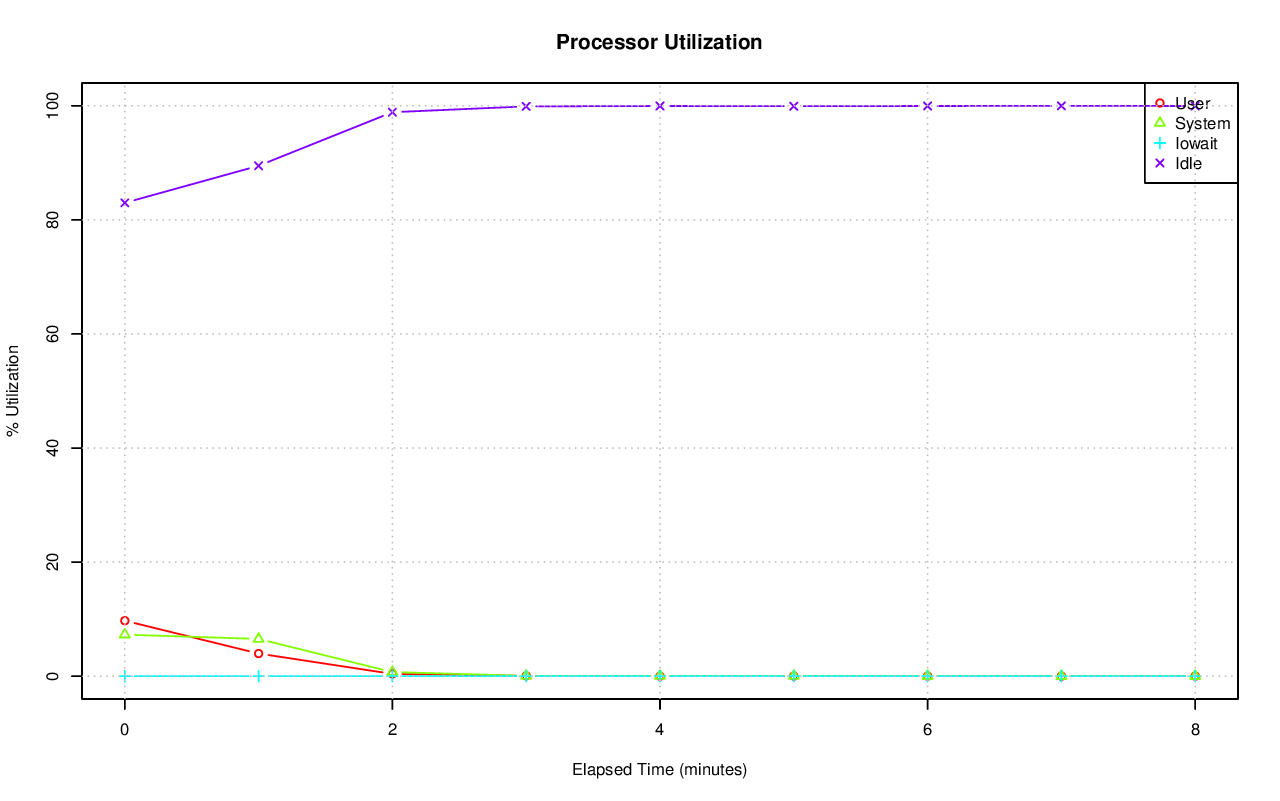 Processor Utilization
100
80
60
40
20
0
% Utilization
User
System
Iowait
Idle
0 2 4 6 8
Elapsed Time (minutes)